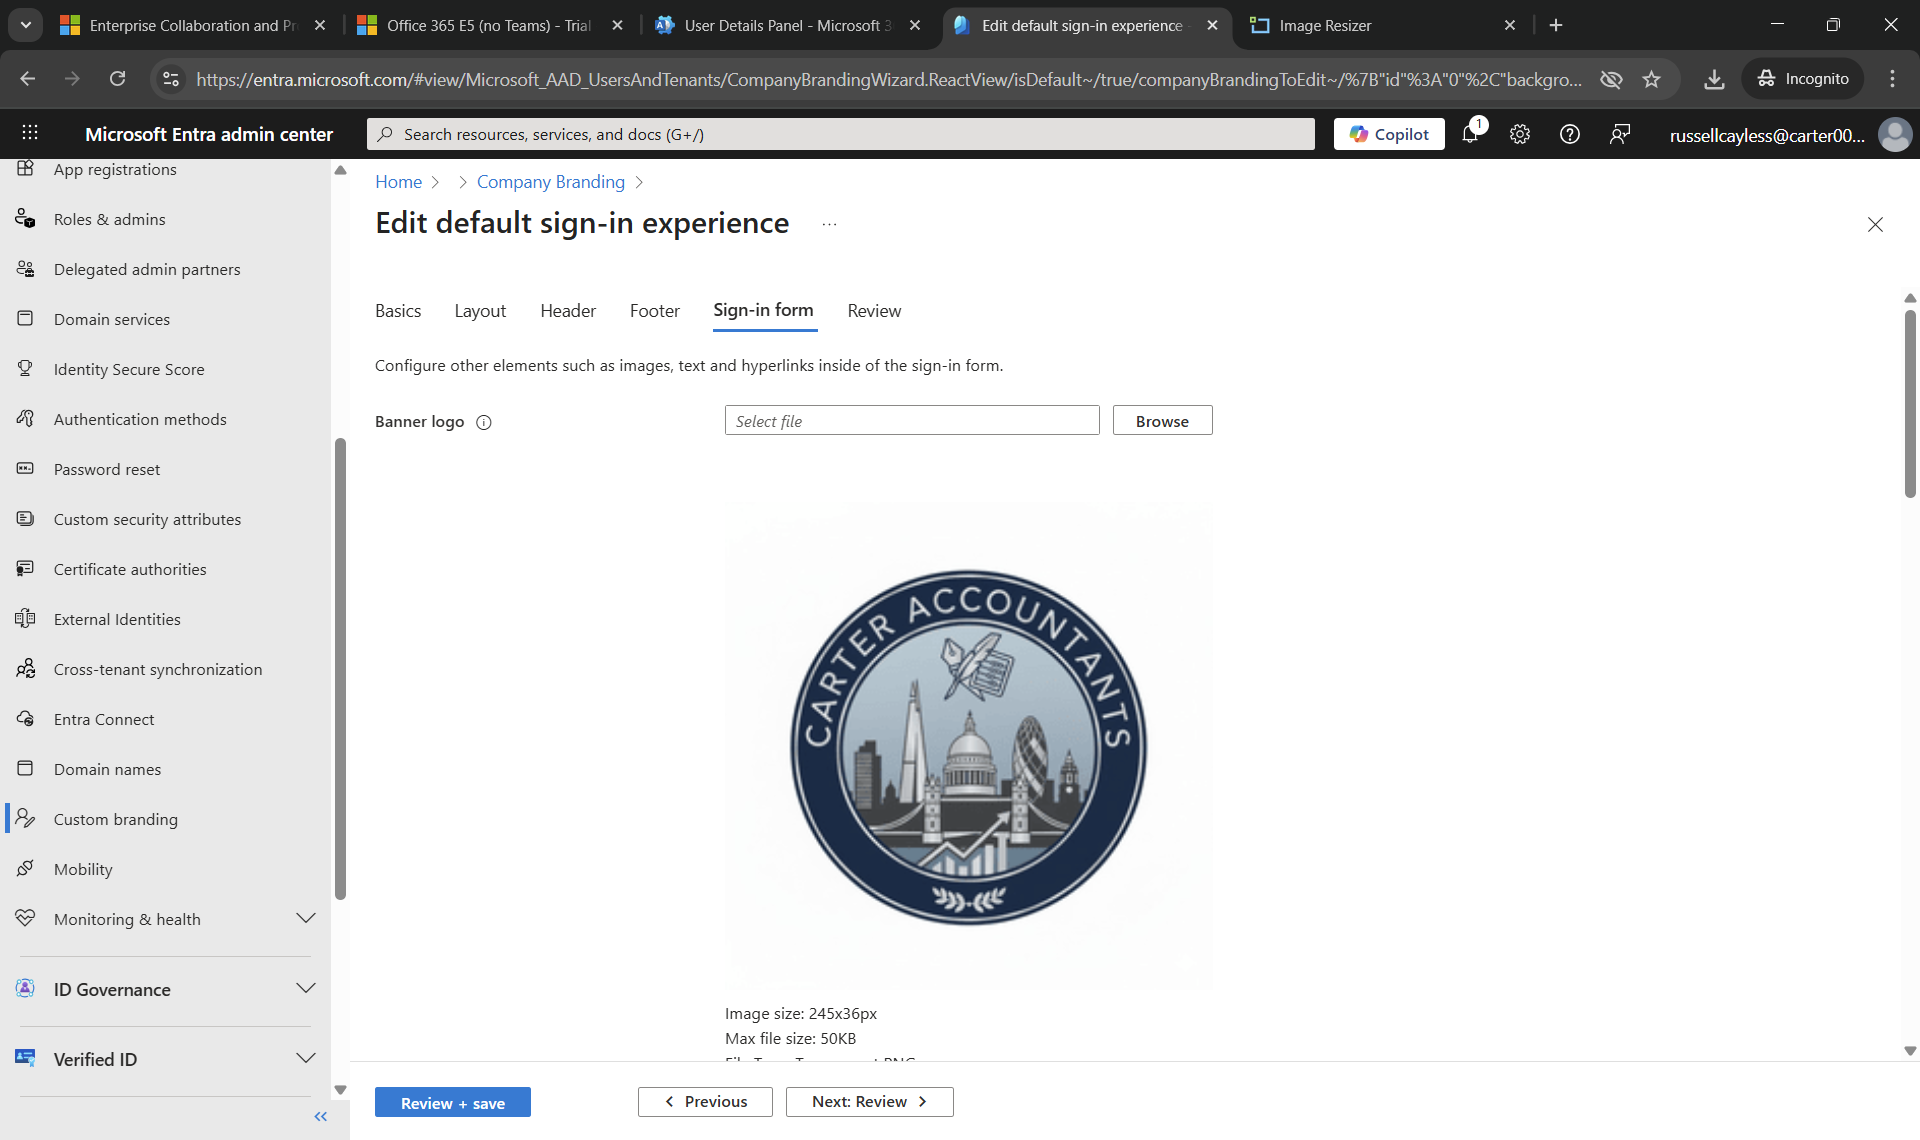 Enterprise Collaboration and Pr
Office 365 E5 (no Teams) - Trial
User Details Panel - Microsoft 3
Edit default sign-in experience -
Image Resizer
https://entra.microsoft.com/#view/Microsoft_AAD_UsersAndTenants/CompanyBrandingWizard.ReactView/isDefault~/true/companyBrandingToEdit~/%7B"id"%3A"0"%2C"backgro...
Incognito
Microsoft Entra admin center
Search resources, services, and docs (G+/)
Copilot
1
russellcayless@carter00...
App registrations
Roles & admins
Delegated admin partners
Domain services
Identity Secure Score
Authentication methods
Password reset
Custom security attributes
Certificate authorities
External Identities
Cross-tenant synchronization
Entra Connect
Domain names
Custom branding
Mobility
Monitoring & health
ID Governance
Verified ID
Home > > Company Branding >
Edit default sign-in experience ...
Basics
Layout
Header
Footer
Sign-in form
Review
Configure other elements such as images, text and hyperlinks inside of the sign-in form.
Banner logo
Select file
Browse
CARTER ACCOUNTANTS
Image size: 245x36px
Max file size: 50KB
Review + save
Previous
Next: Review